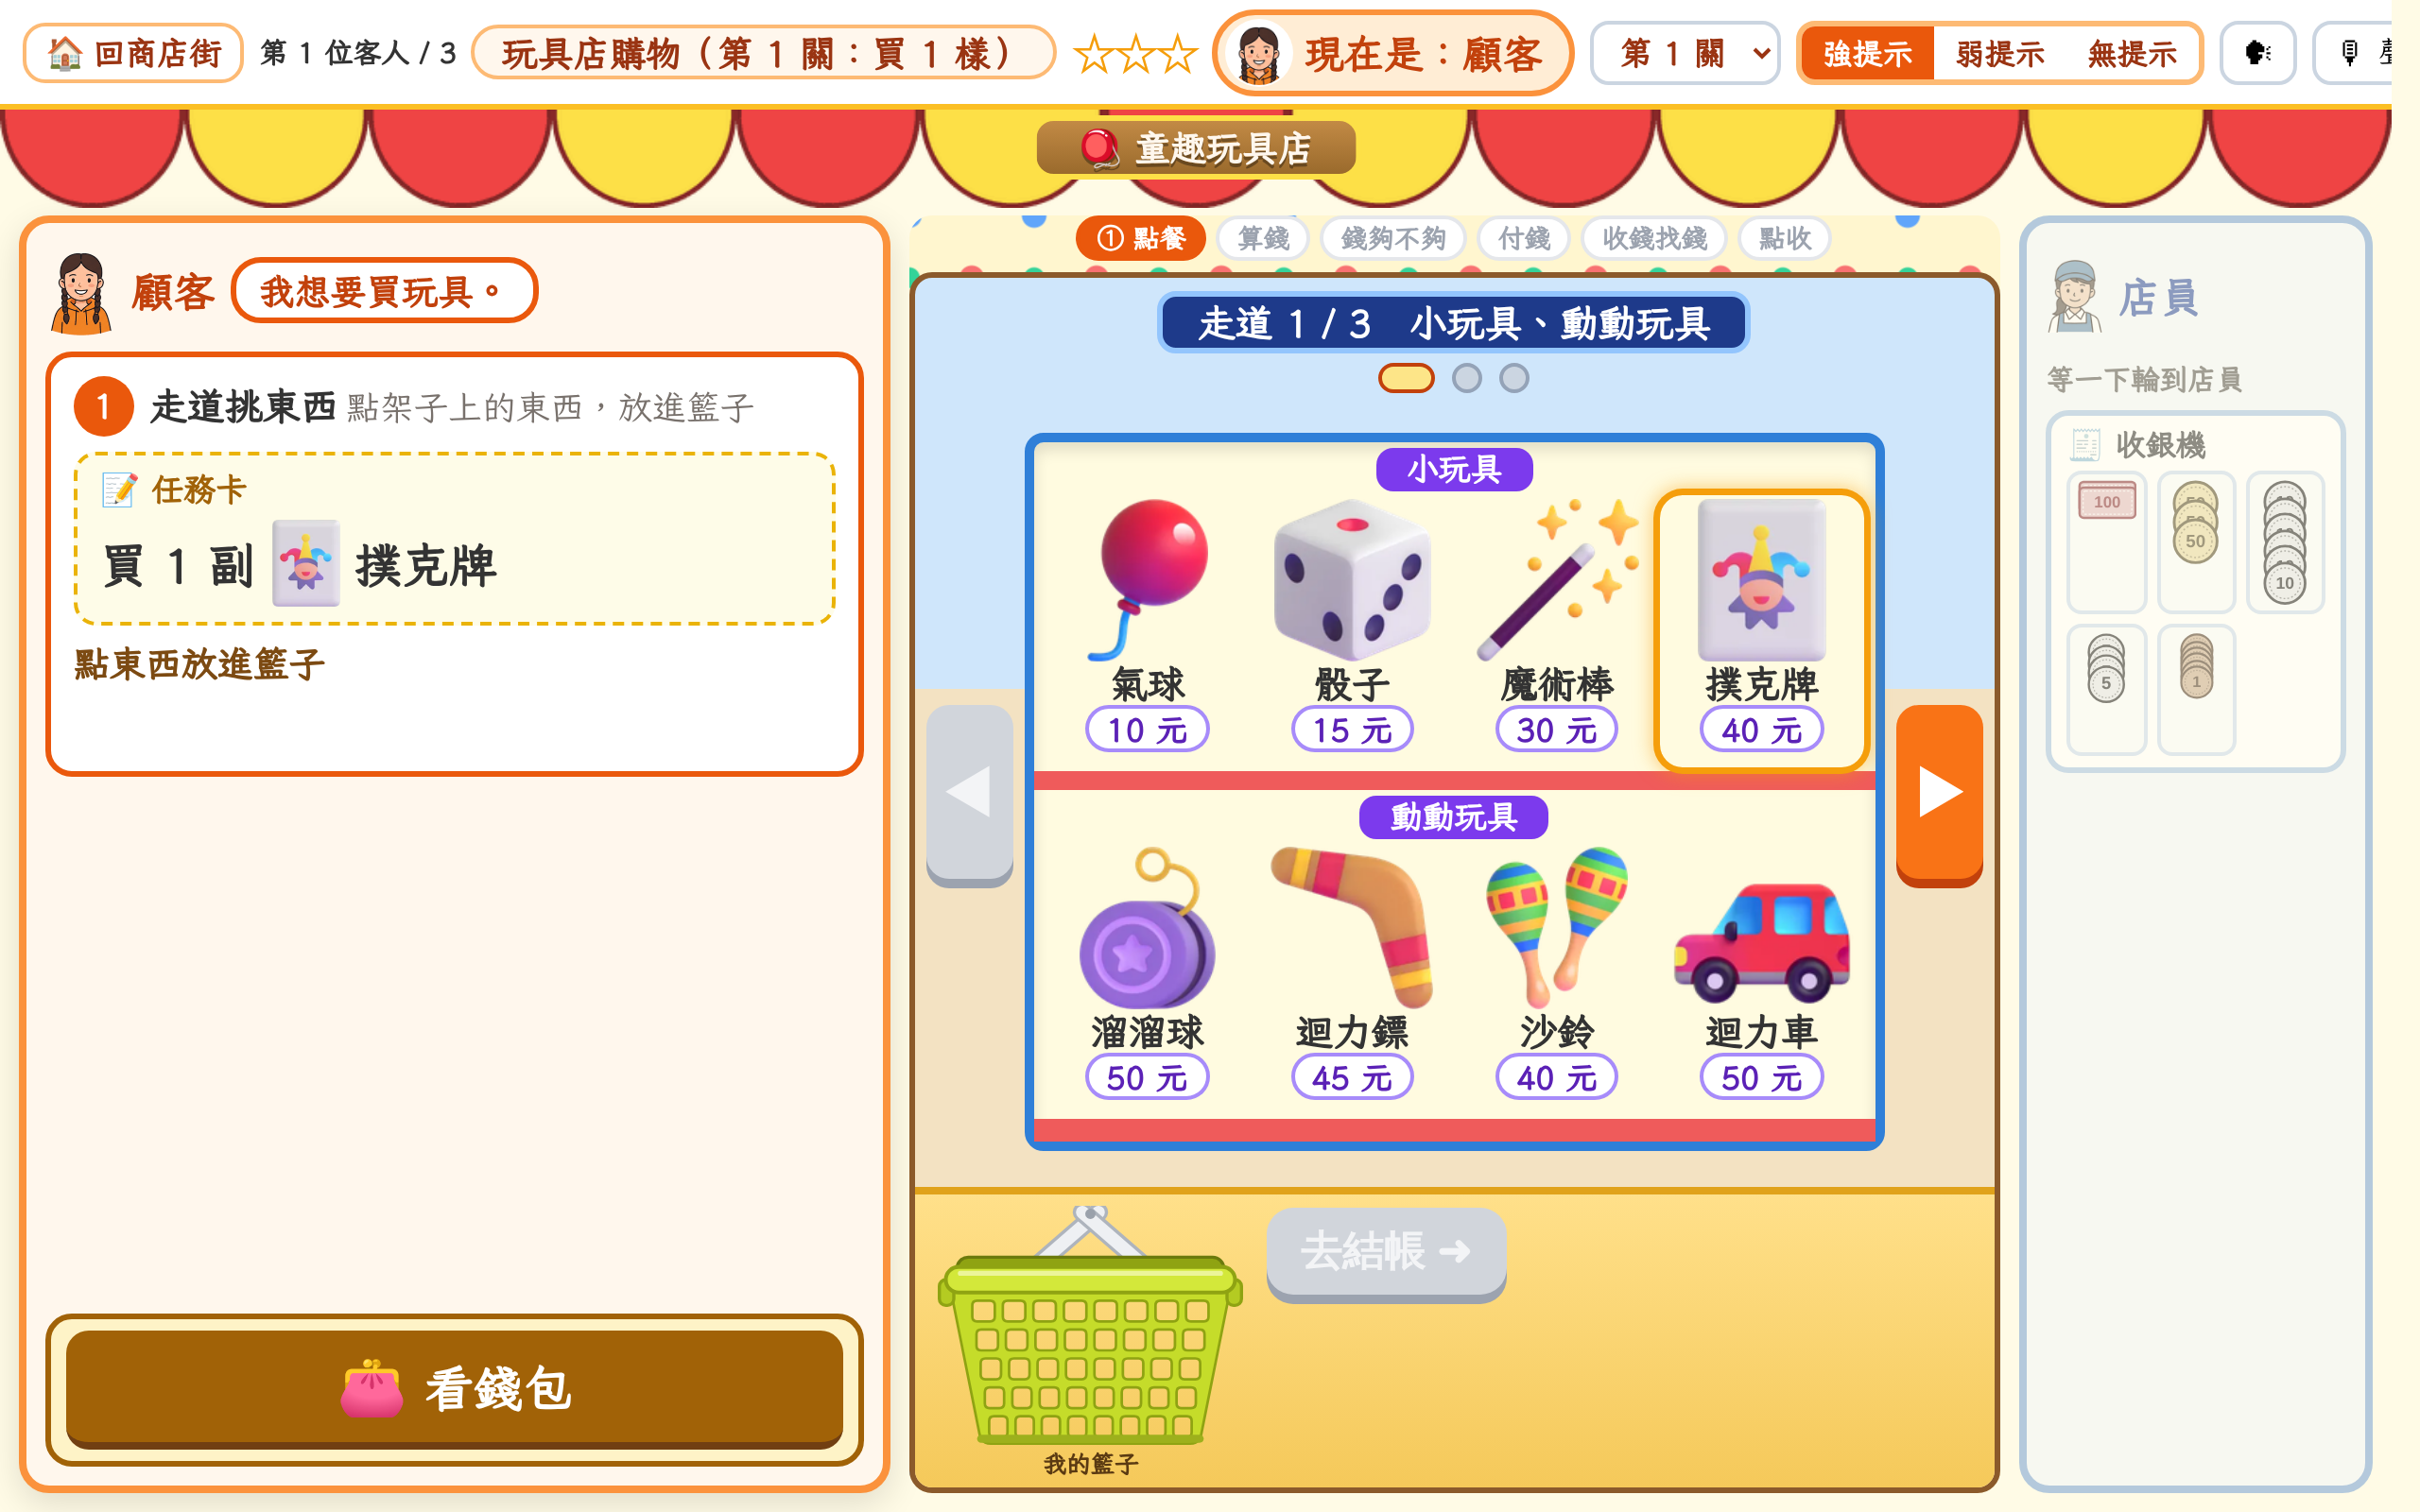 回商店街
第 1 位客人 / 3
玩具店購物（第 1 關：買 1 樣）
現在是：顧客
第 1 關
強提示
弱提示
無提示
童趣玩具店
顧客
我想要買玩具。
1 走道挑東西 點架子上的東西，放進籃子
任務卡
買 1 副 撲克牌
點東西放進籃子
看錢包
① 點餐
算錢
錢夠不夠
付錢
收錢找錢
點收
走道 1 / 3 小玩具、動動玩具
小玩具
氣球
10 元
骰子
15 元
魔術棒
30 元
撲克牌
40 元
動動玩具
溜溜球
50 元
迴力鏢
45 元
沙鈴
40 元
迴力車
50 元
去結帳 ➜
我的籃子
店員
等一下輪到店員
收銀機
100
50
10
5
1